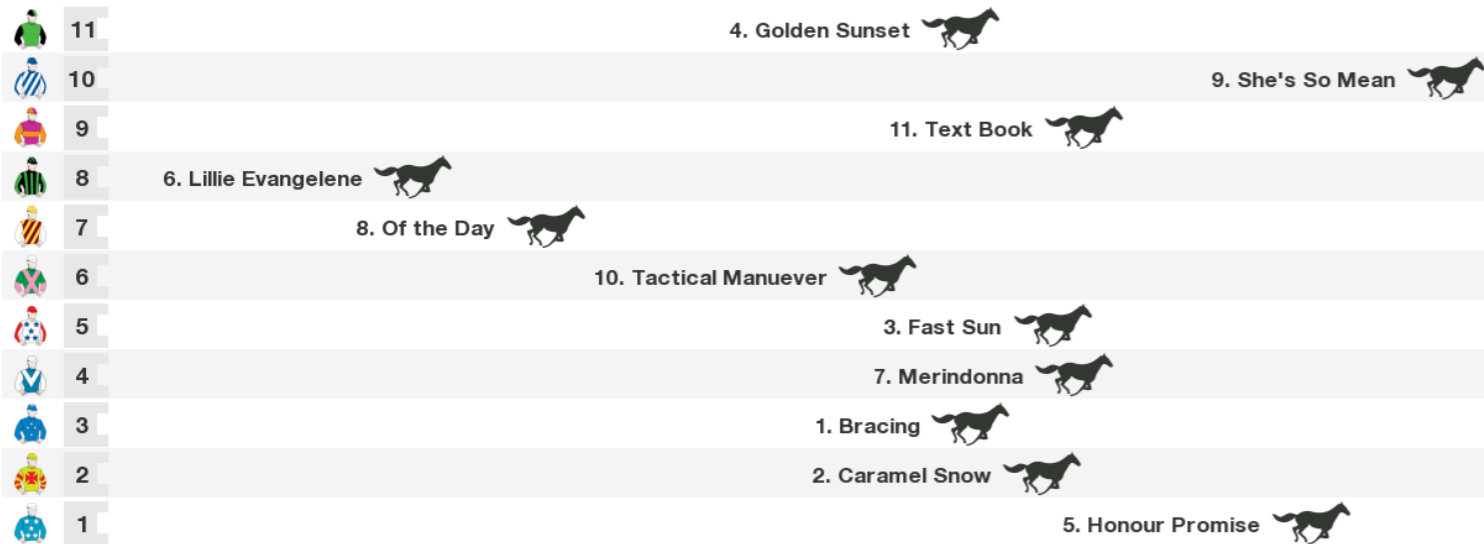 11 4. Golden Sunset
10 9. She's So Mean
9 11. Text Book
8 6. Lillie Evangelene
7 8. Of the Day
6 10. Tactical Manuever
5 3. Fast Sun
4 7. Merindonna
3 1. Bracing
2 2. Caramel Snow
1 5. Honour Promise